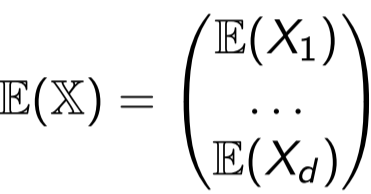 𝔼(X₁)
𝔼(𝕏) = ...
𝔼(X_d)